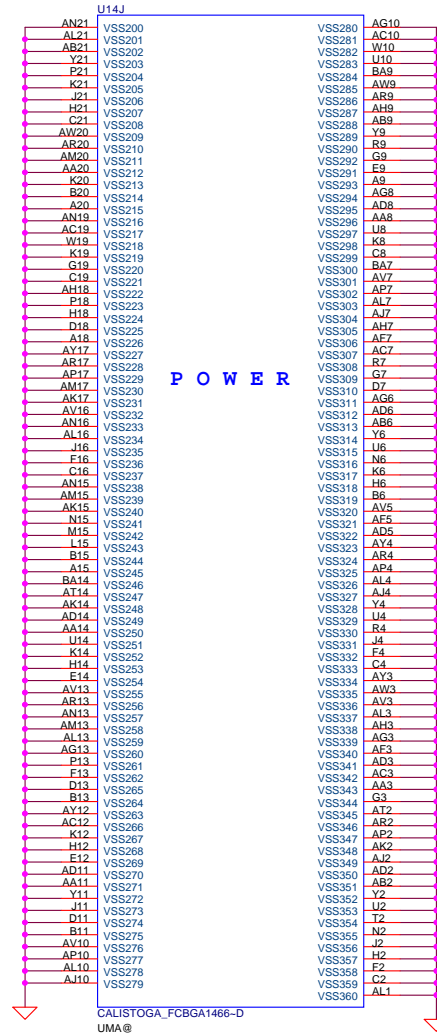 U14J
AN21 VSS200
AL21 VSS201
AB21 VSS202
Y21 VSS203
P21 VSS204
K21 VSS205
J21 VSS206
H21 VSS207
C21 VSS208
AW20 VSS209
AR20 VSS210
AM20 VSS211
AA20 VSS212
K20 VSS213
B20 VSS214
A20 VSS215
AN19 VSS216
AC19 VSS217
W19 VSS218
K19 VSS219
G19 VSS220
C19 VSS221
AH18 VSS222
P18 VSS223
H18 VSS224
D18 VSS225
A18 VSS226
AY17 VSS227
AR17 VSS228
AP17 VSS229
AM17 VSS230
AK17 VSS231
AV16 VSS232
AN16 VSS233
AL16 VSS234
J16 VSS235
F16 VSS236
C16 VSS237
AN15 VSS238
AM15 VSS239
AK15 VSS240
N15 VSS241
M15 VSS242
L15 VSS243
B15 VSS244
A15 VSS245
BA14 VSS246
AT14 VSS247
AK14 VSS248
AD14 VSS249
AA14 VSS250
U14 VSS251
K14 VSS252
H14 VSS253
E14 VSS254
AV13 VSS255
AR13 VSS256
AN13 VSS257
AM13 VSS258
AL13 VSS259
AG13 VSS260
P13 VSS261
F13 VSS262
D13 VSS265
B13 VSS264
AY12 VSS263
AC12 VSS266
K12 VSS267
H12 VSS268
E12 VSS269
AD11 VSS270
AA11 VSS271
Y11 VSS272
J11 VSS273
D11 VSS274
B11 VSS275
AV10 VSS276
AP10 VSS277
AL10 VSS278
AJ10 VSS279
P O W E R
VSS280 AG10
VSS281 AC10
VSS282 W10
VSS283 U10
VSS284 BA9
VSS285 AW9
VSS286 AR9
VSS287 AH9
VSS288 AB9
VSS289 Y9
VSS290 R9
VSS292 G9
VSS291 E9
VSS293 A9
VSS294 AG8
VSS295 AD8
VSS296 AA8
VSS297 U8
VSS298 K8
VSS299 C8
VSS300 BA7
VSS301 AV7
VSS302 AP7
VSS303 AL7
VSS304 AJ7
VSS305 AH7
VSS306 AF7
VSS307 AC7
VSS308 R7
VSS309 G7
VSS310 D7
VSS311 AG6
VSS312 AD6
VSS313 AB6
VSS314 Y6
VSS315 U6
VSS316 N6
VSS317 K6
VSS318 H6
VSS319 B6
VSS320 AV5
VSS321 AF5
VSS322 AD5
VSS323 AY4
VSS324 AR4
VSS325 AP4
VSS326 AL4
VSS327 AJ4
VSS328 Y4
VSS329 U4
VSS330 R4
VSS331 J4
VSS332 F4
VSS333 C4
VSS334 AY3
VSS335 AW3
VSS336 AV3
VSS337 AL3
VSS338 AH3
VSS339 AG3
VSS340 AF3
VSS341 AD3
VSS342 AC3
VSS343 AA3
VSS344 G3
VSS345 AT2
VSS346 AR2
VSS347 AP2
VSS348 AK2
VSS349 AJ2
VSS350 AD2
VSS351 AB2
VSS352 Y2
VSS353 U2
VSS354 T2
VSS355 N2
VSS356 J2
VSS357 H2
VSS358 F2
VSS359 C2
VSS360 AL1
CALISTOGA_FCBGA1466~D
UMA@